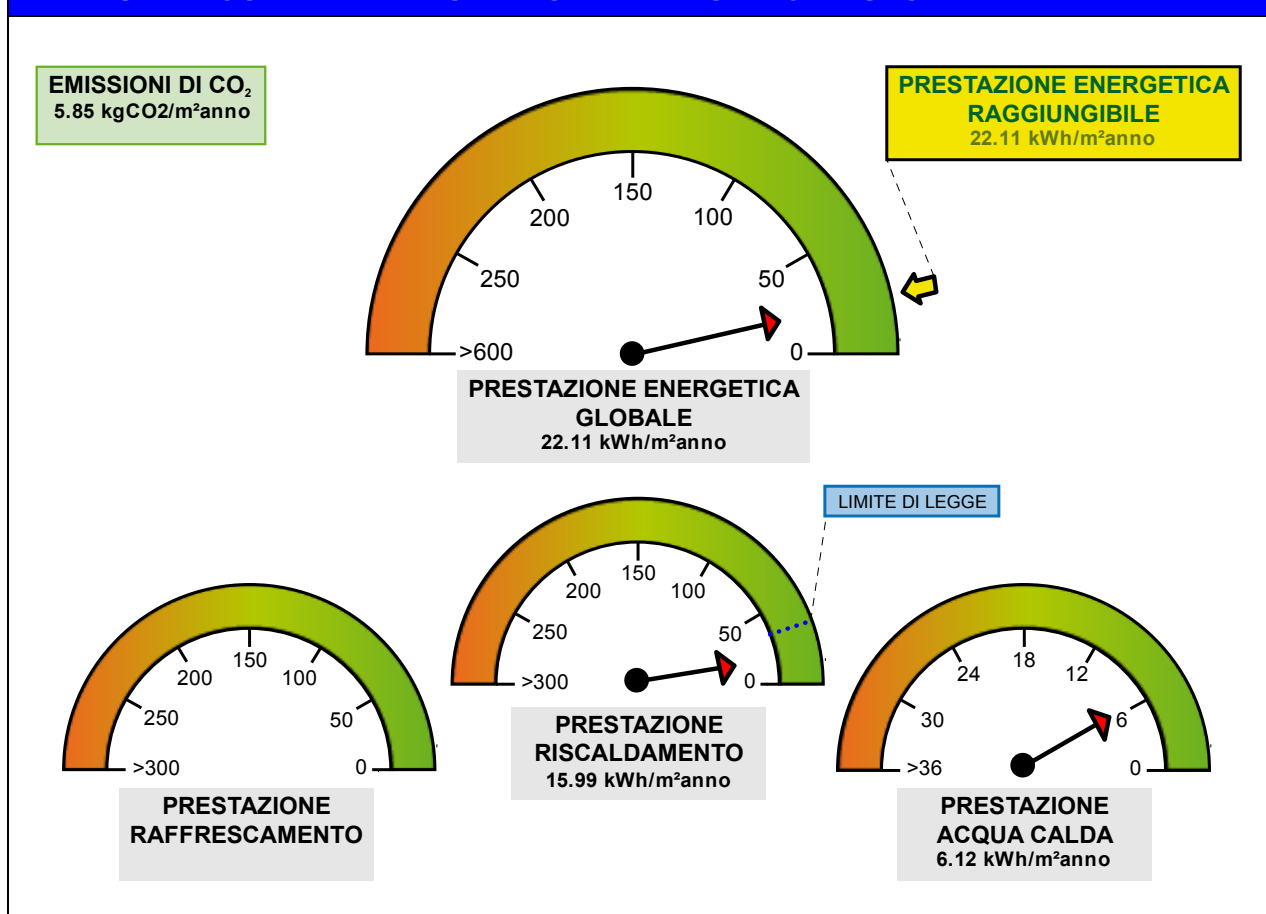 EMISSIONI DI CO₂
5.85 kgCO2/m²anno
PRESTAZIONE ENERGETICA
RAGGIUNGIBILE
22.11 kWh/m²anno
150
200
100
250
50
>600
0
PRESTAZIONE ENERGETICA
GLOBALE
22.11 kWh/m²anno
LIMITE DI LEGGE
150
200
100
250
50
>300
0
PRESTAZIONE
RISCALDAMENTO
15.99 kWh/m²anno
150
200
100
250
50
>300
0
PRESTAZIONE
RAFFRESCAMENTO
18
24
12
30
6
>36
0
PRESTAZIONE
ACQUA CALDA
6.12 kWh/m²anno